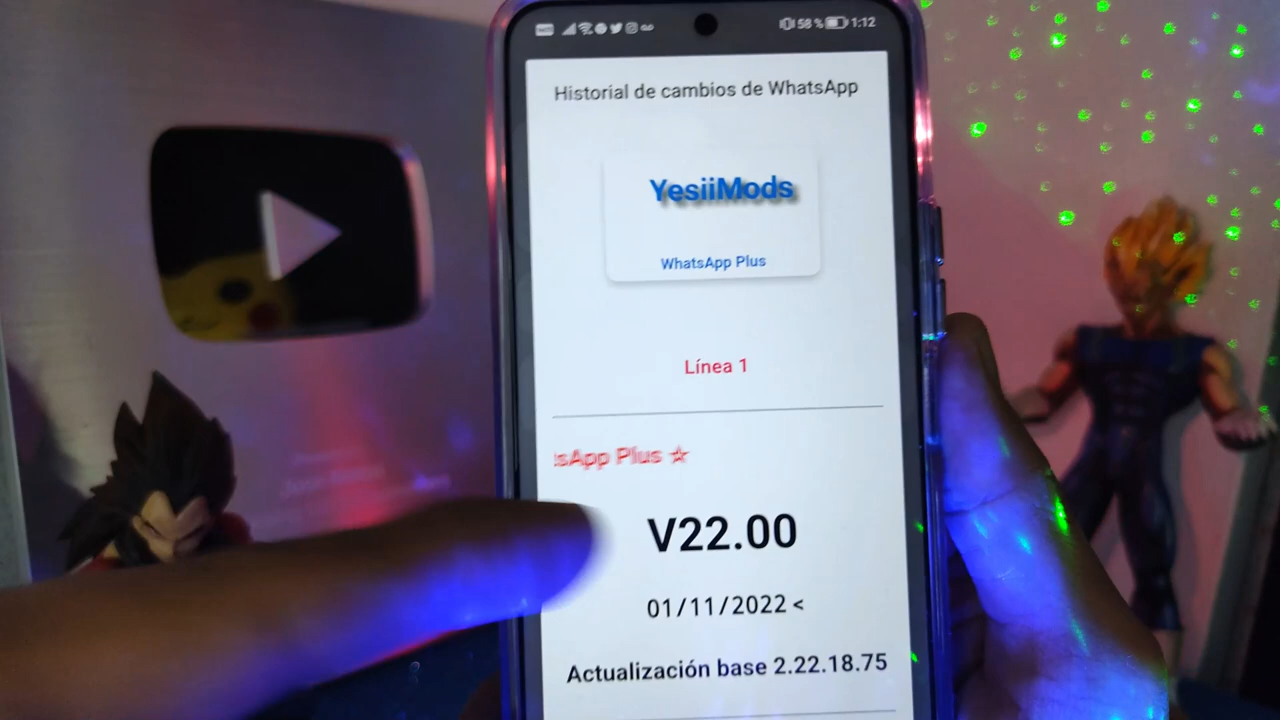 58 % 1:12
Historial de cambios de WhatsApp
YesiiMods
WhatsApp Plus
Línea 1
sApp Plus ☆
V22.00
01/11/2022 <
Actualización base 2.22.18.75